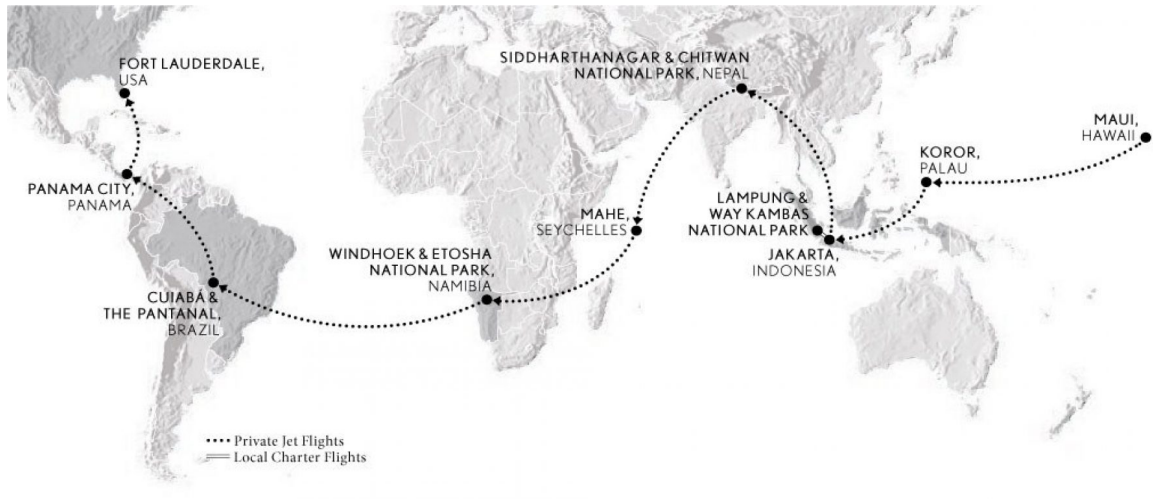 FORT LAUDERDALE,
USA
SIDDHARTHANAGAR & CHITWAN
NATIONAL PARK, NEPAL
MAUI,
HAWAII
KOROR,
PALAU
PANAMA CITY,
PANAMA
LAMPUNG &
WAY KAMBAS
NATIONAL PARK
MAHE,
SEYCHELLES
JAKARTA,
INDONESIA
WINDHOEK & ETOSHA
NATIONAL PARK,
NAMIBIA
CUIABÁ &
THE PANTANAL,
BRAZIL
Private Jet Flights
Local Charter Flights